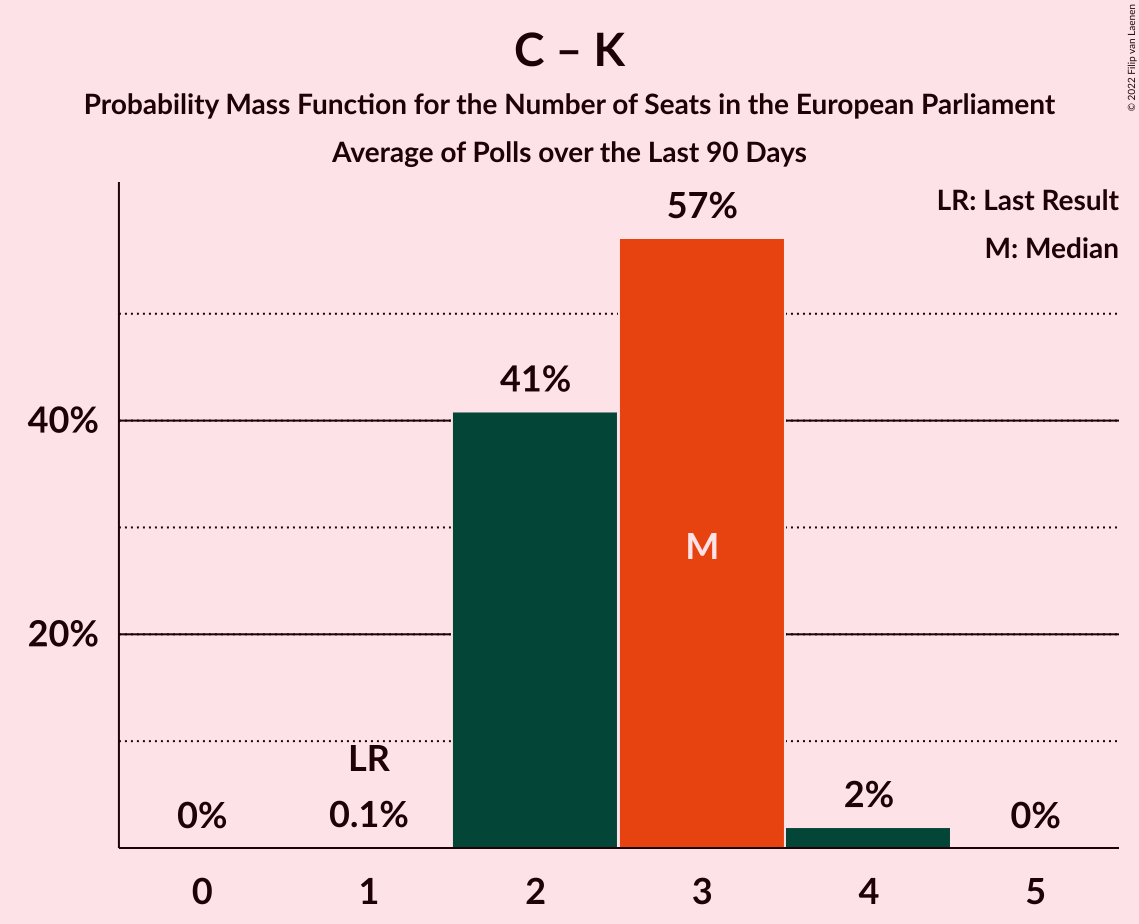 C – K
Probability Mass Function for the Number of Seats in the European Parliament
Average of Polls over the Last 90 Days
© 2022 Filip van Laenen
LR: Last Result
M: Median
57%
41%
40%
M
20%
LR
0%
0.1%
2%
0%
0 1 2 3 4 5